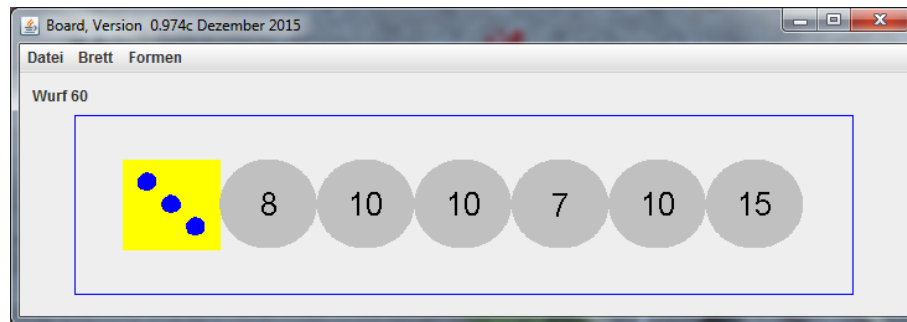 Board, Version 0.974c Dezember 2015
Datei Brett Formen
Wurf 60
8 10 10 7 10 15